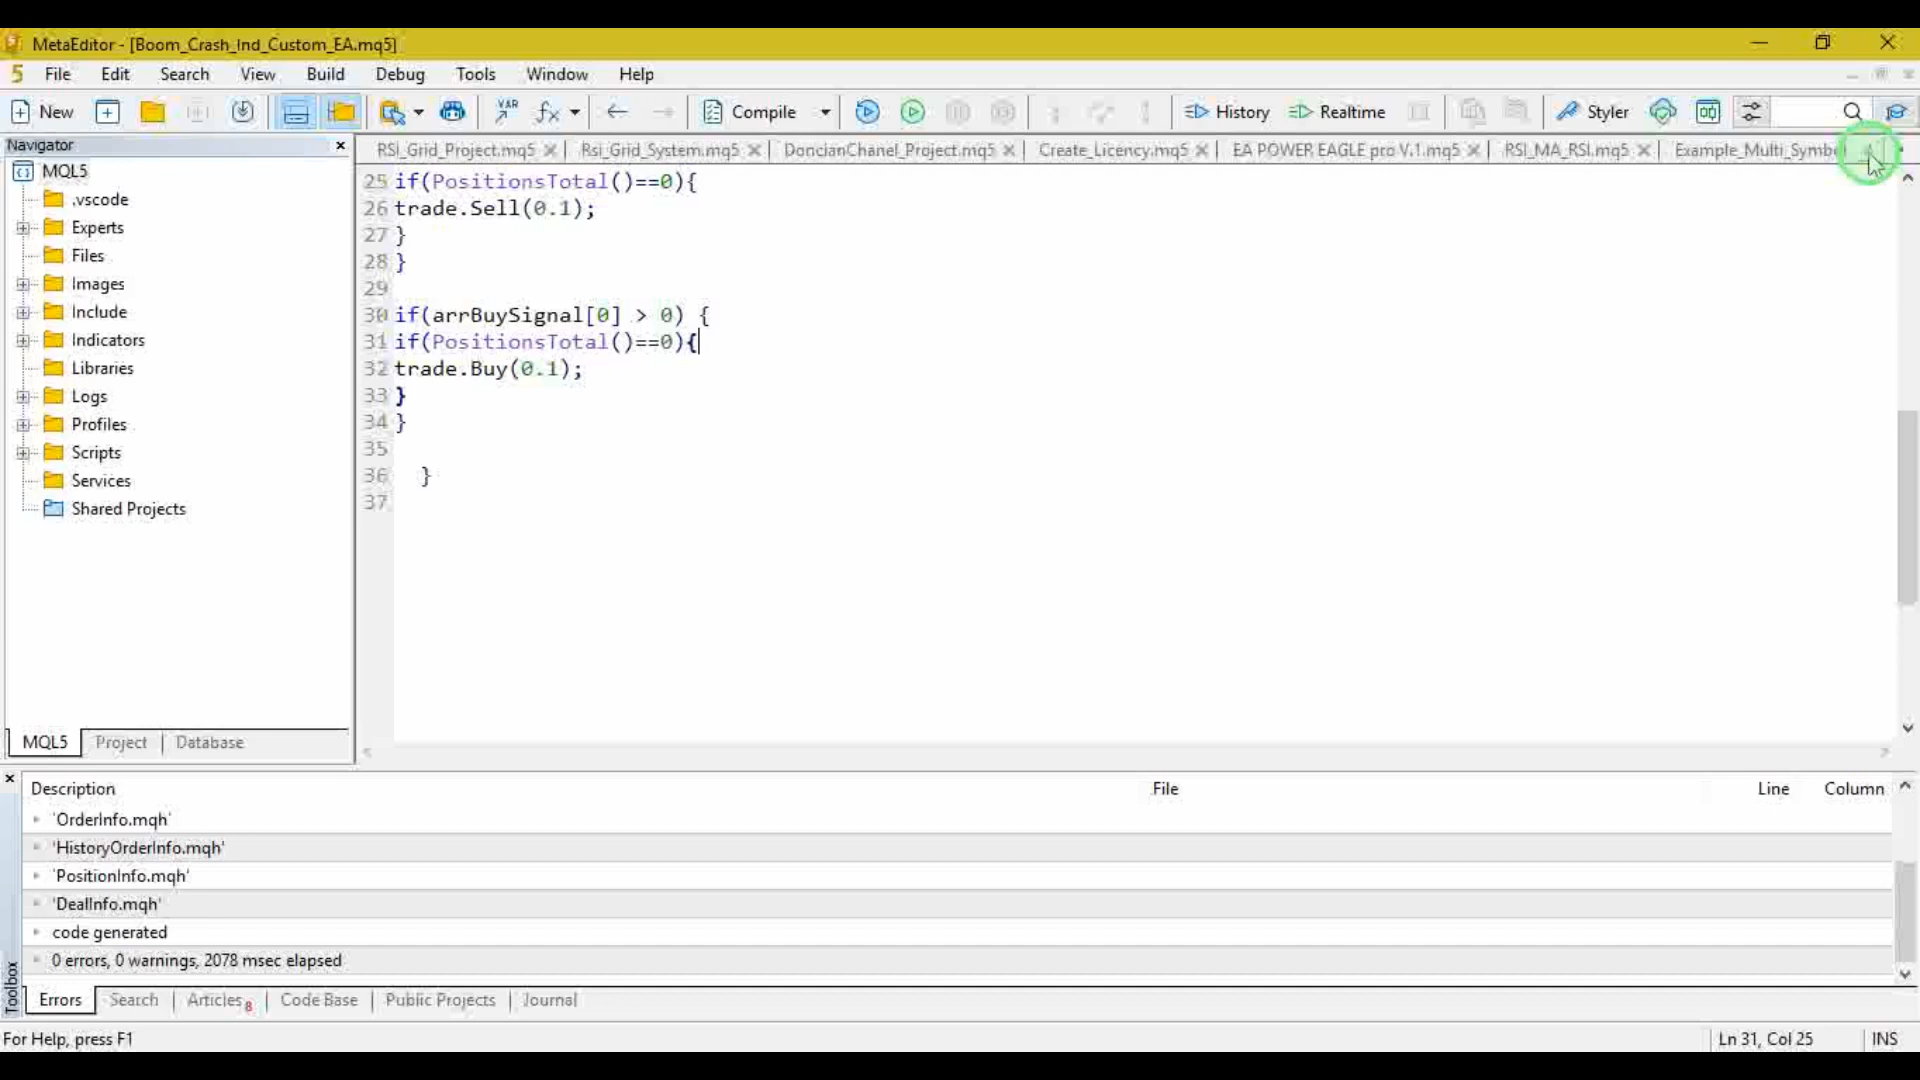 MetaEditor - [Boom_Crash_Ind_Custom_EA.mq5]
File Edit Search View Build Debug Tools Window Help
New VAR Compile History Realtime Styler
Navigator
RSI_Grid_Project.mq5 Rsi_Grid_System.mq5 DoncianChanel_Project.mq5 Create_Licency.mq5 EA POWER EAGLE pro V.1.mq5 RSI_MA_RSI.mq5 Example_Multi_Symbo
MQL5
.vscode
Experts
Files
Images
Include
Indicators
Libraries
Logs
Profiles
Scripts
Services
Shared Projects
MQL5 Project Database
25 if(PositionsTotal()==0){
26 trade.Sell(0.1);
27 }
28 }
29
30 if(arrBuySignal[0] > 0) {
31 if(PositionsTotal()==0){
32 trade.Buy(0.1);
33 }
34 }
35
36 }
37
Description File Line Column
'OrderInfo.mqh'
'HistoryOrderInfo.mqh'
'PositionInfo.mqh'
'DealInfo.mqh'
code generated
0 errors, 0 warnings, 2078 msec elapsed
Toolbox
Errors Search Articles 8 Code Base Public Projects Journal
For Help, press F1 Ln 31, Col 25 INS